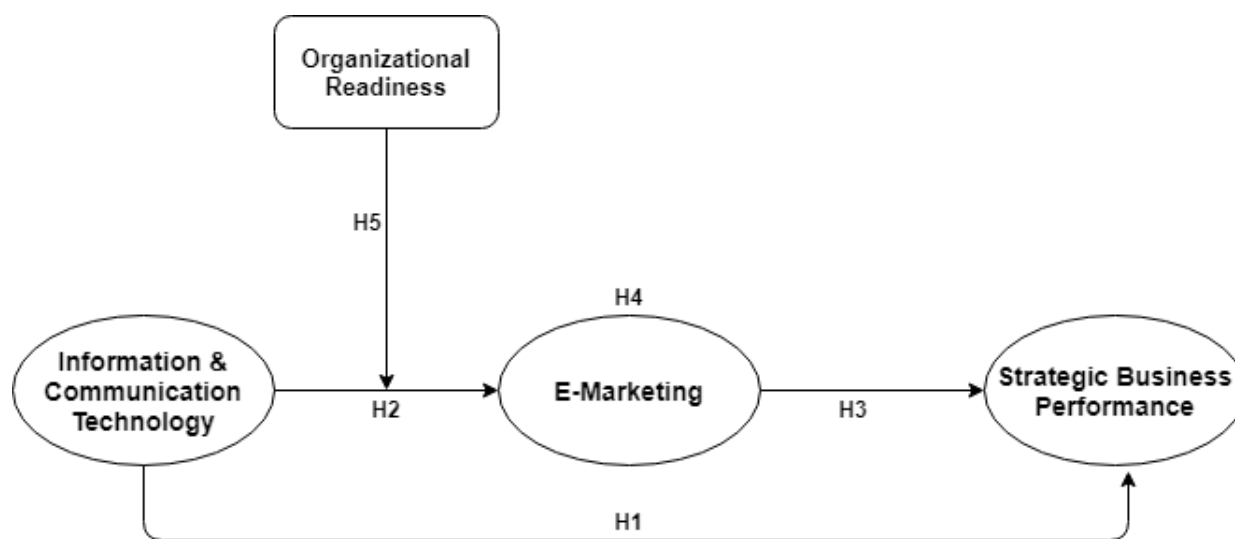 Organizational
Readiness
H5
H4
Information &
Communication
Technology
H2
E-Marketing
H3
Strategic Business
Performance
H1